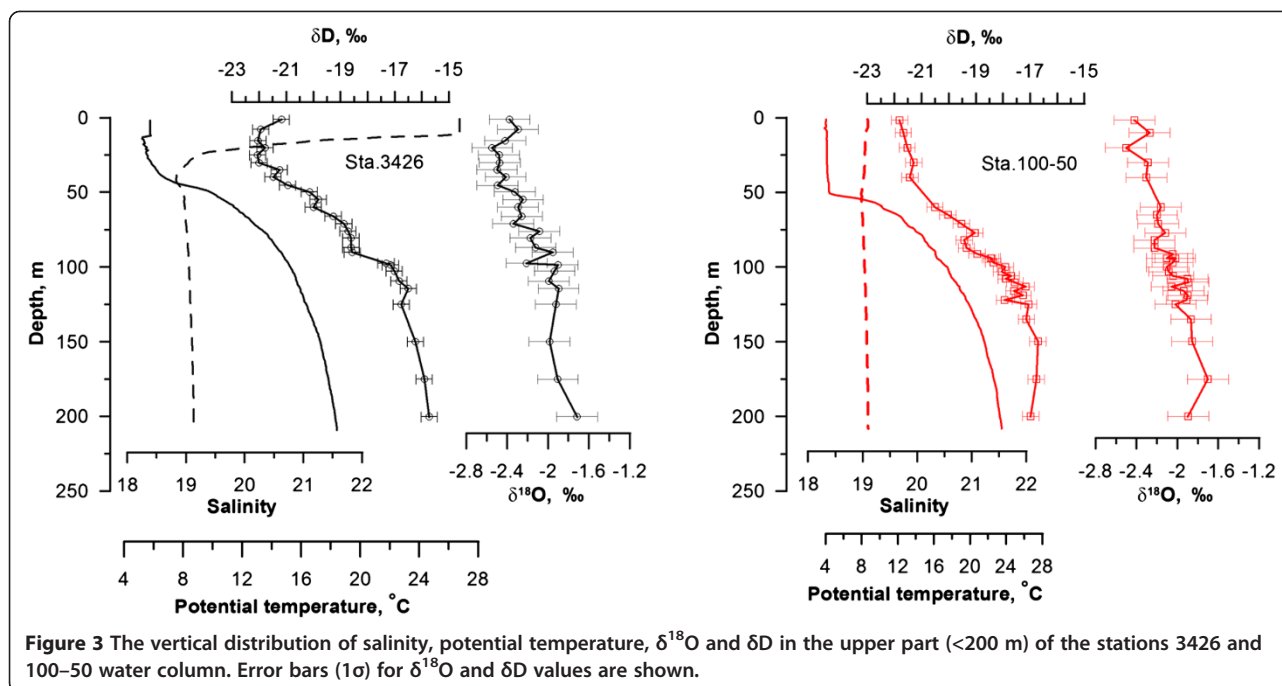 δD, ‰
-23 -21 -19 -17 -15
0
50
100
150
200
250
Depth, m
Sta.3426
18 19 20 21 22
Salinity
-2.8 -2.4 -2 -1.6 -1.2
δ¹⁸O, ‰
4 8 12 16 20 24 28
Potential temperature, °C
δD, ‰
-23 -21 -19 -17 -15
0
50
100
150
200
250
Depth, m
Sta.100-50
18 19 20 21 22
Salinity
-2.8 -2.4 -2 -1.6 -1.2
δ¹⁸O, ‰
4 8 12 16 20 24 28
Potential temperature, °C
Figure 3 The vertical distribution of salinity, potential temperature, δ¹⁸O and δD in the upper part (<200 m) of the stations 3426 and
100–50 water column. Error bars (1σ) for δ¹⁸O and δD values are shown.